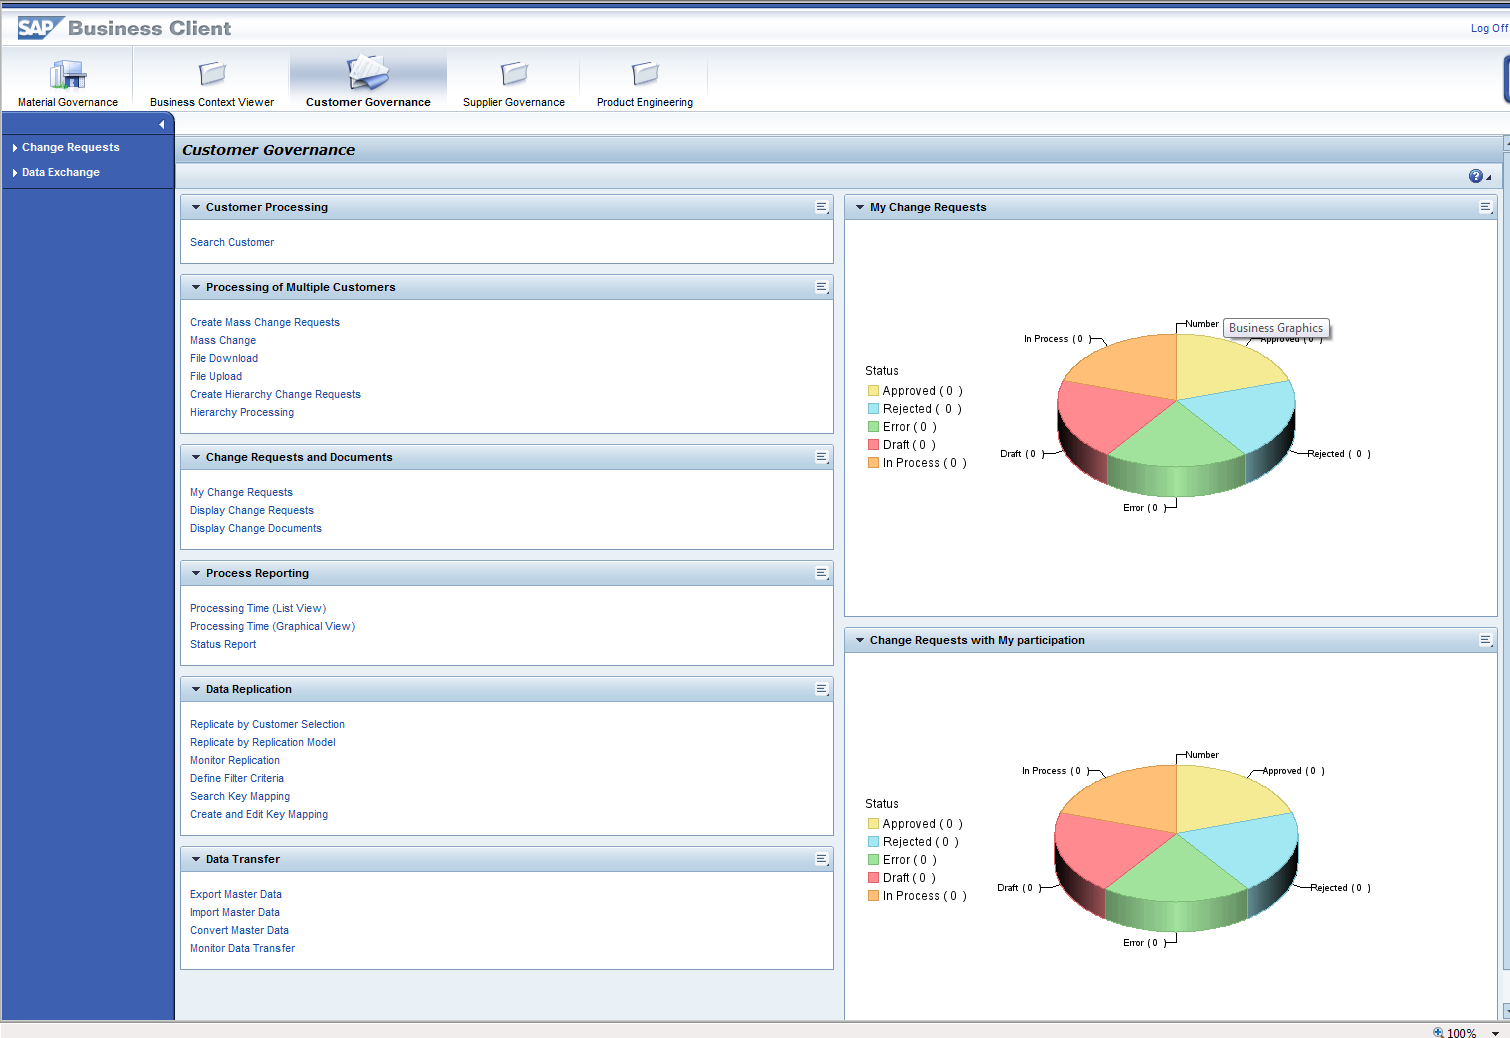 SAP Business Client
Log Off
Material Governance
Business Context Viewer
Customer Governance
Supplier Governance
Product Engineering
Change Requests
Data Exchange
Customer Governance
?
Customer Processing
Search Customer
Processing of Multiple Customers
Create Mass Change Requests
Mass Change
File Download
File Upload
Create Hierarchy Change Requests
Hierarchy Processing
Change Requests and Documents
My Change Requests
Display Change Requests
Display Change Documents
Process Reporting
Processing Time (List View)
Processing Time (Graphical View)
Status Report
Data Replication
Replicate by Customer Selection
Replicate by Replication Model
Monitor Replication
Define Filter Criteria
Search Key Mapping
Create and Edit Key Mapping
Data Transfer
Export Master Data
Import Master Data
Convert Master Data
Monitor Data Transfer
My Change Requests
Number
Business Graphics
In Process ( 0 )
Approved ( 0 )
Status
Approved ( 0 )
Rejected ( 0 )
Error ( 0 )
Draft ( 0 )
In Process ( 0 )
Draft ( 0 )
Rejected ( 0 )
Error ( 0 )
Change Requests with My participation
Number
In Process ( 0 )
Approved ( 0 )
Status
Approved ( 0 )
Rejected ( 0 )
Error ( 0 )
Draft ( 0 )
In Process ( 0 )
Draft ( 0 )
Rejected ( 0 )
Error ( 0 )
100%